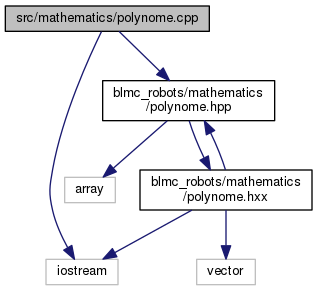 src/mathematics/polynome.cpp
blmc_robots/mathematics
/polynome.hpp
array
blmc_robots/mathematics
/polynome.hxx
iostream
vector